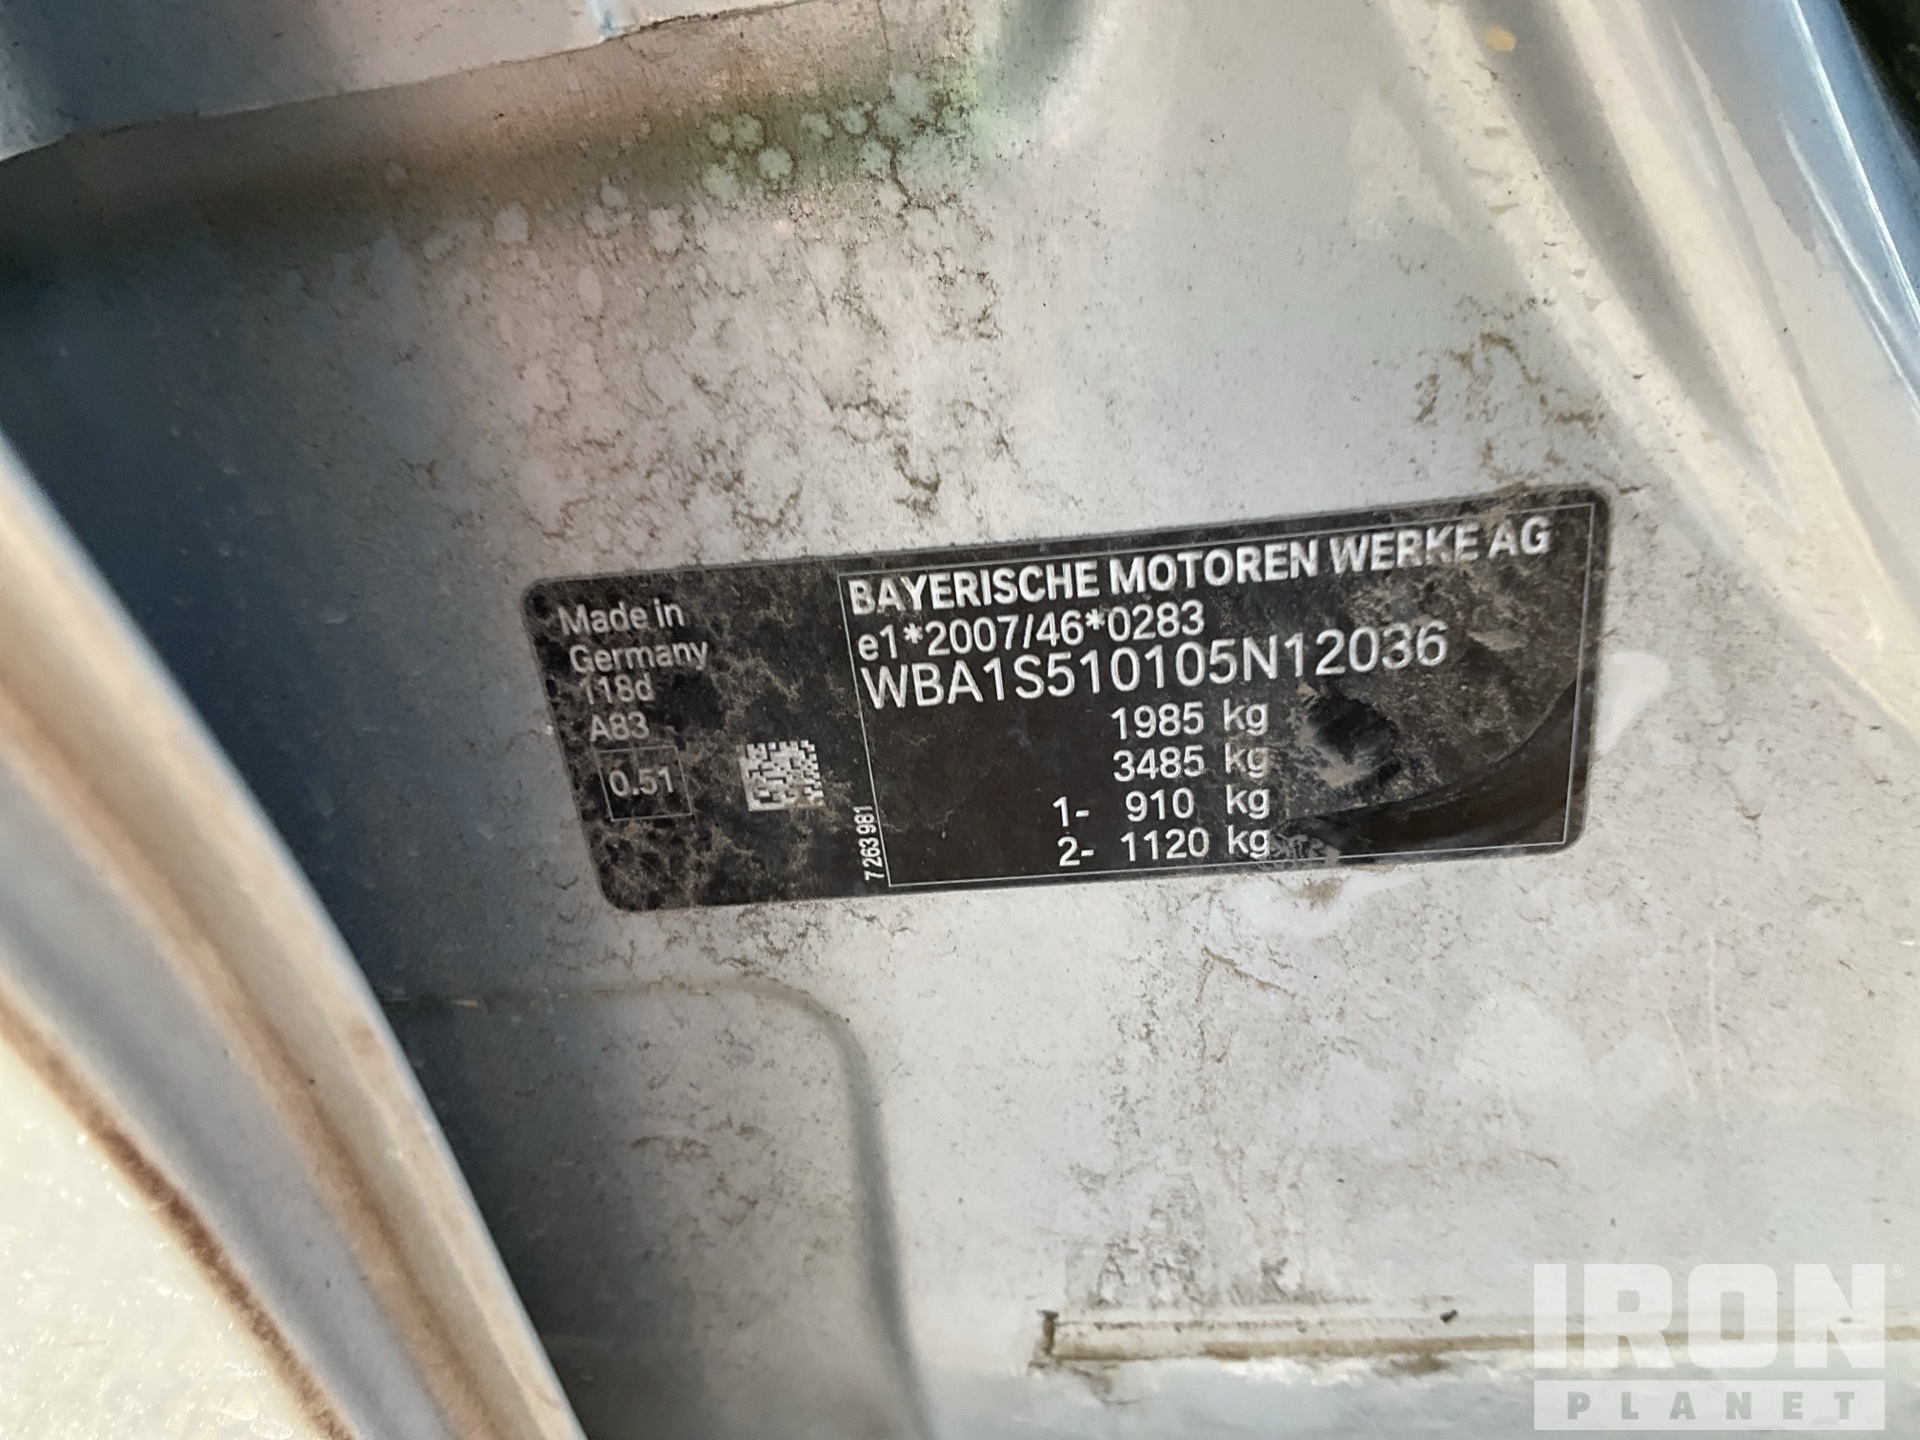 Made in
Germany
118d
A83
0.51
7263981
BAYERISCHE MOTOREN WERKE AG
e1*2007/46*0283
WBA1S510105N12036
1985 kg
3485 kg
1- 910 kg
2- 1120 kg
IRON®
PLANET